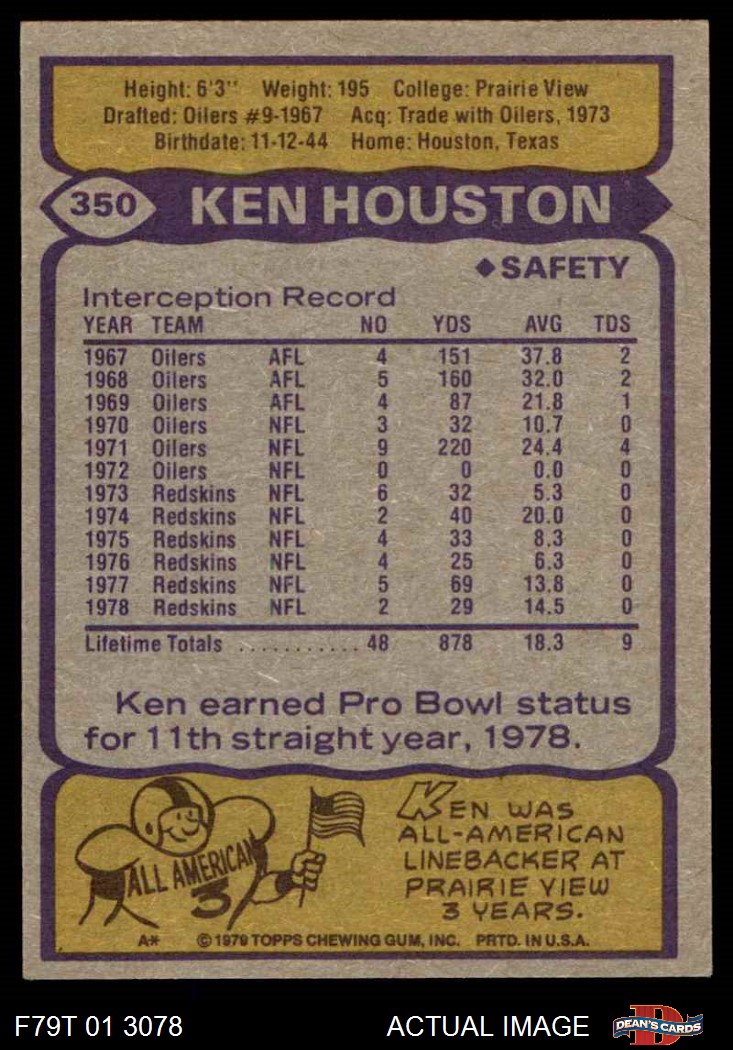 Height: 6'3" Weight: 195 College: Prairie View
Drafted: Oilers #9-1967 Acq: Trade with Oilers, 1973
Birthdate: 11-12-44 Home: Houston, Texas
350 KEN HOUSTON
◆SAFETY
Interception Record
YEAR TEAM NO YDS AVG TDS
1967 Oilers AFL 4 151 37.8 2
1968 Oilers AFL 5 160 32.0 2
1969 Oilers AFL 4 87 21.8 1
1970 Oilers NFL 3 32 10.7 0
1971 Oilers NFL 9 220 24.4 4
1972 Oilers NFL 0 0 0.0 0
1973 Redskins NFL 6 32 5.3 0
1974 Redskins NFL 2 40 20.0 0
1975 Redskins NFL 4 33 8.3 0
1976 Redskins NFL 4 25 6.3 0
1977 Redskins NFL 5 69 13.8 0
1978 Redskins NFL 2 29 14.5 0
Lifetime Totals ........... 48 878 18.3 9
Ken earned Pro Bowl status
for 11th straight year, 1978.
ALL AMERICAN
3
KEN WAS
ALL-AMERICAN
LINEBACKER AT
PRAIRIE VIEW
3 YEARS.
A* ©1979 TOPPS CHEWING GUM, INC. PRTD. IN U.S.A.
F79T 01 3078 ACTUAL IMAGE D DEAN'S CARDS